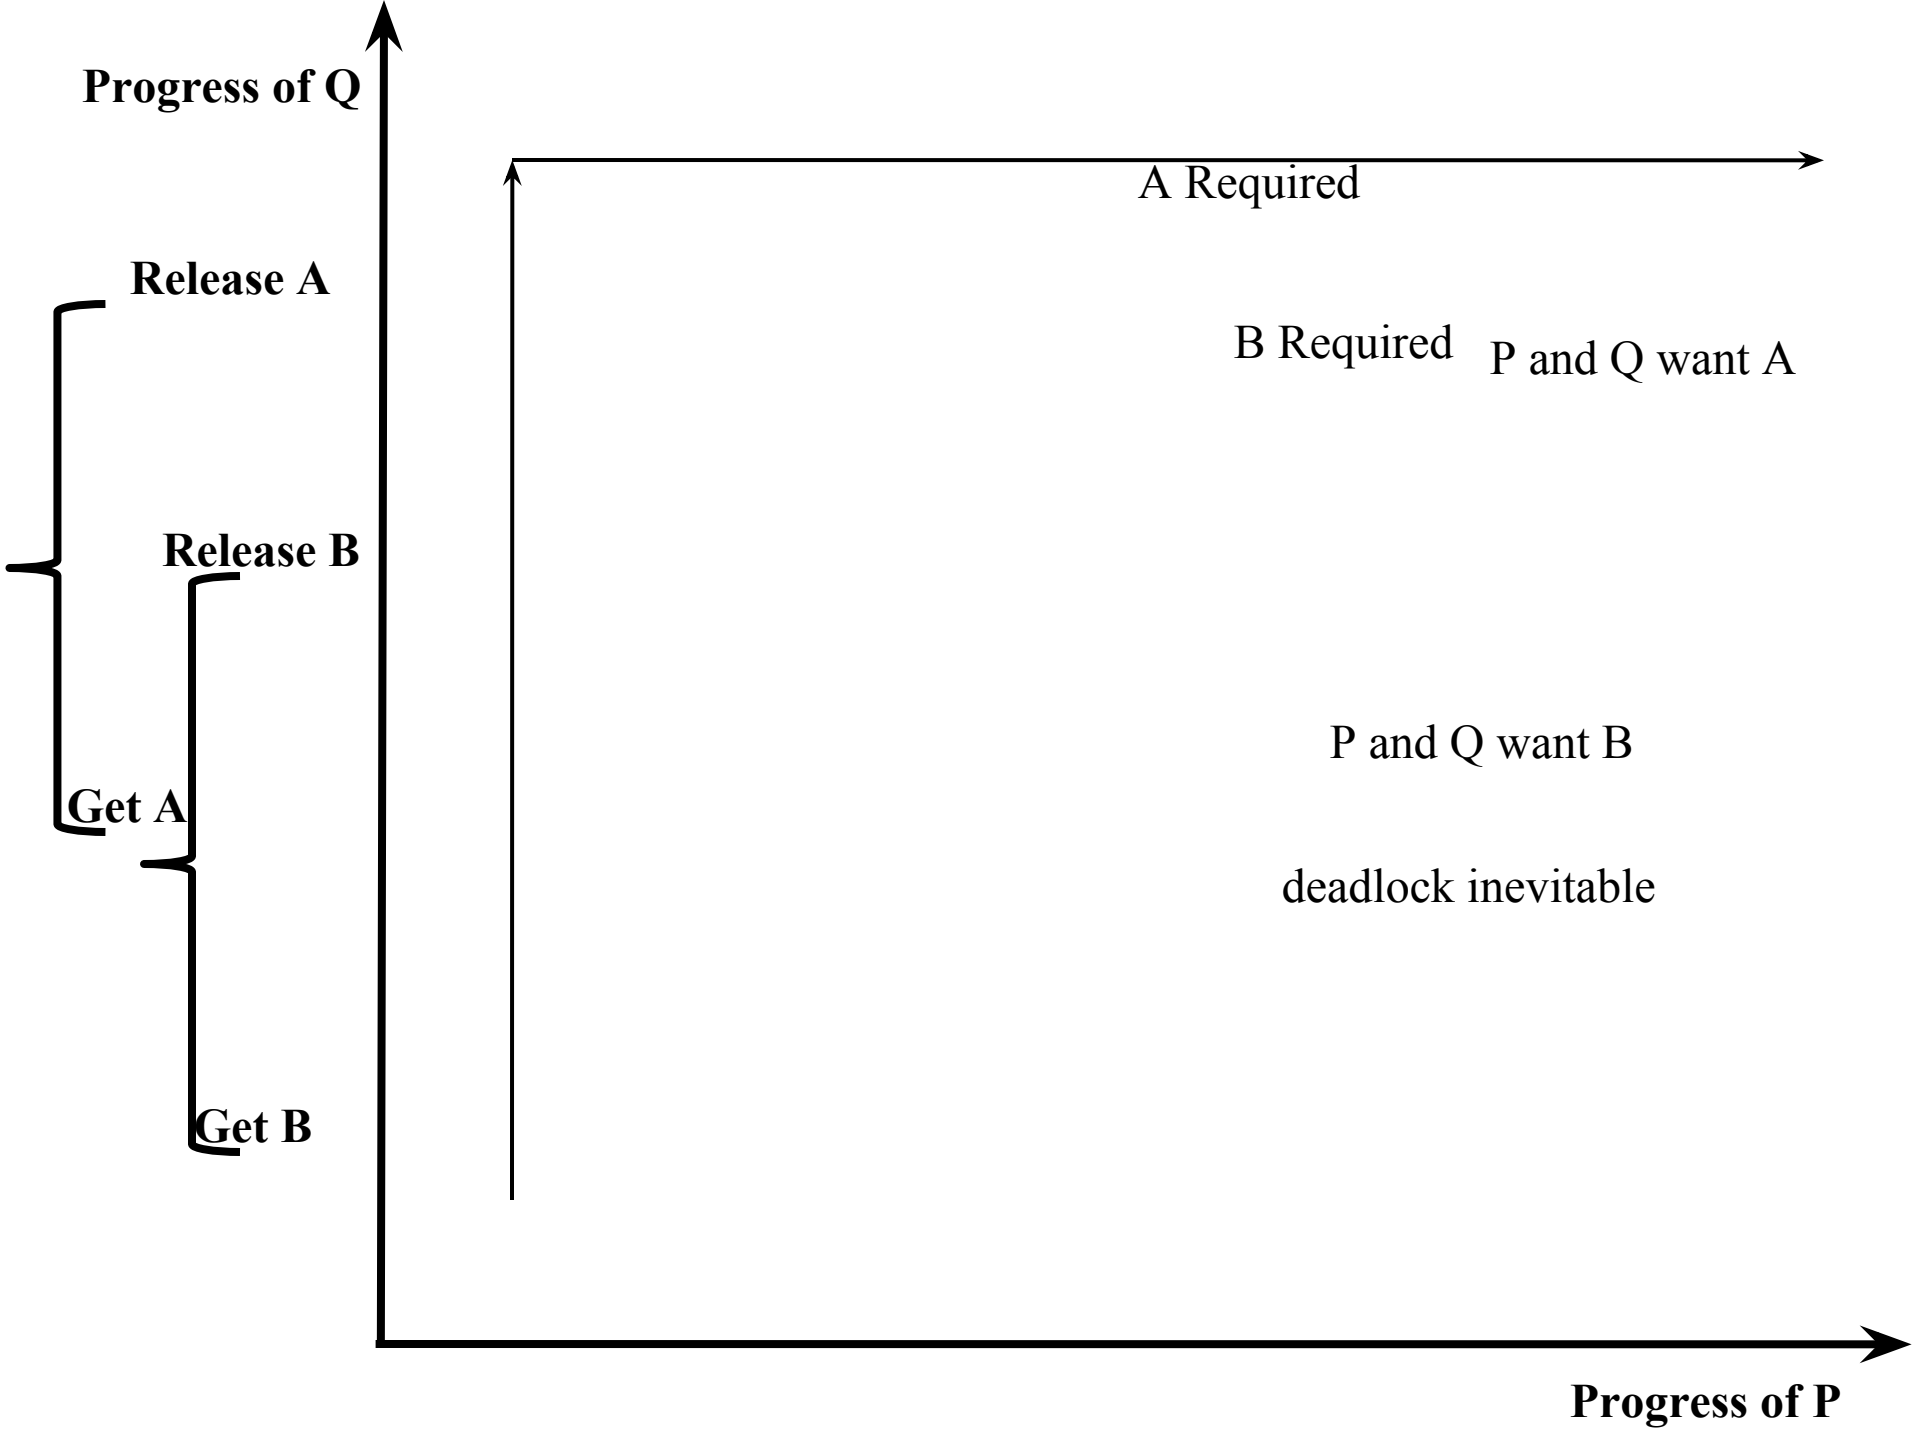 Progress of Q
A Required
Release A
B Required
P and Q want A
Release B
P and Q want B
Get A
deadlock inevitable
Get B
Progress of P